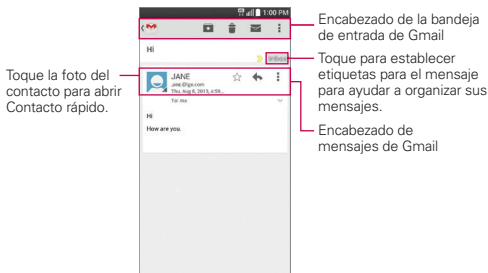 1:00 PM
Hi
Inbox
JANE
jane@lge.com
Thu, Aug 8, 2013, 4:59...
To: me
Hi
How are you.
Encabezado de la bandeja
de entrada de Gmail
Toque para establecer
etiquetas para el mensaje
para ayudar a organizar sus
mensajes.
Toque la foto del
contacto para abrir
Contacto rápido.
Encabezado de
mensajes de Gmail